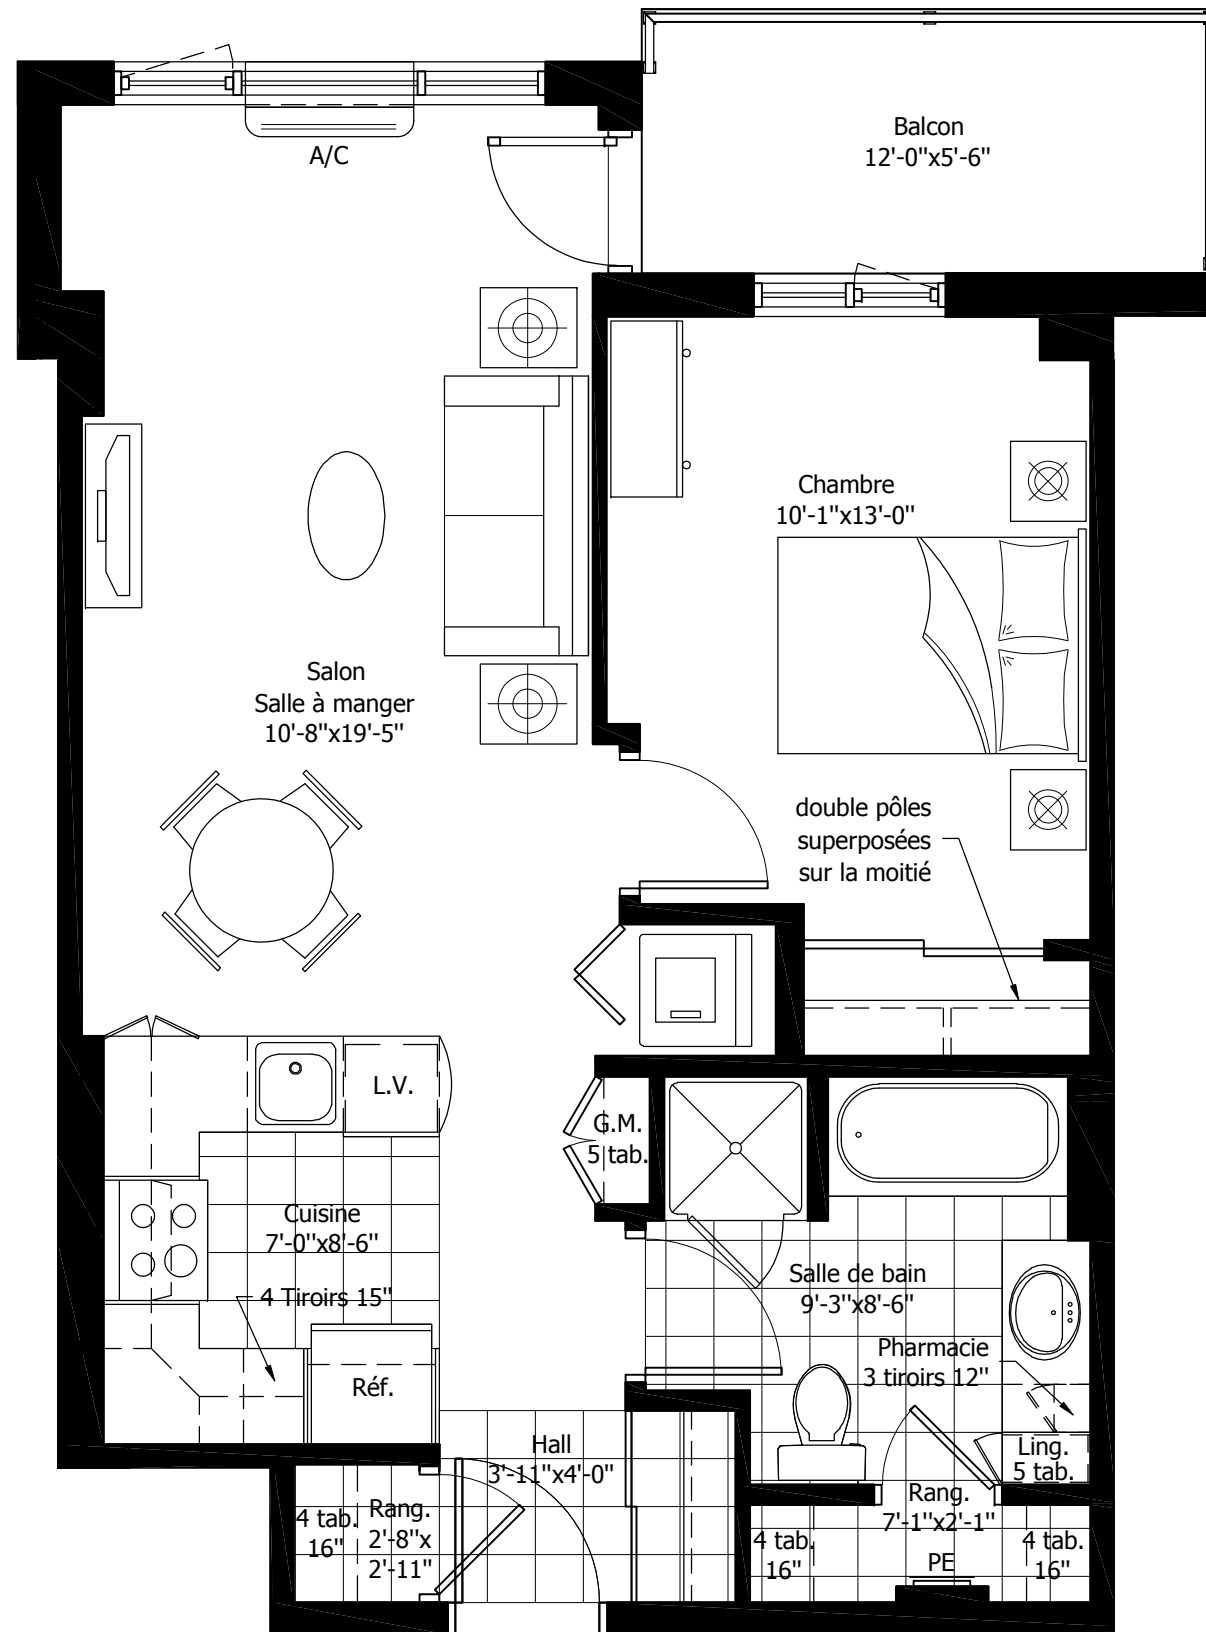 Balcon
12'-0"x5'-6"
A/C
Chambre
10'-1"x13'-0"
Salon
Salle à manger
10'-8"x19'-5"
double pôles
superposées
sur la moitié
L.V.
G.M.
5 tab.
Cuisine
7'-0"x8'-6"
4 Tiroirs 15"
Salle de bain
9'-3"x8'-6"
Pharmacie
3 tiroirs 12"
Réf.
Hall
3'-11"x4'-0"
Ling.
5 tab.
Rang.
2'-8"x
2'-11"
4 tab.
16"
Rang.
7'-1"x2'-1"
4 tab.
16"
PE
4 tab.
16"